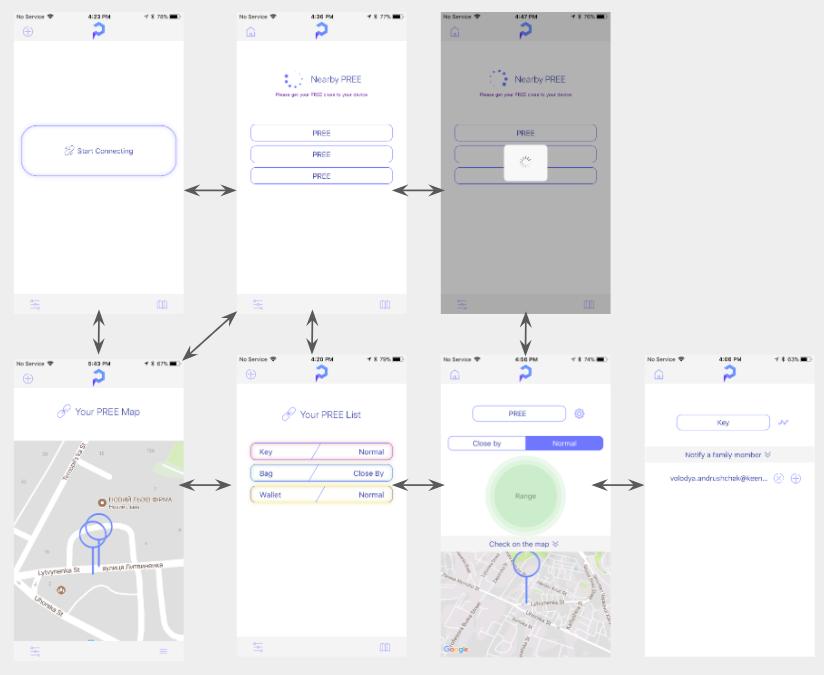 No Service 4:23 PM 78%
Start Connecting
No Service 4:36 PM 77%
Nearby PREE
Please get your PREE close to your device
PREE
PREE
PREE
No Service 4:47 PM 76%
Nearby PREE
Please get your PREE close to your device
PREE
No Service 5:43 PM 67%
Your PREE Map
Lytvynenka St
вулиця Литвиненка
Uhorska St
No Service 4:20 PM 79%
Your PREE List
Key Normal
Bag Close By
Wallet Normal
No Service 4:56 PM 74%
PREE
Close by Normal
Range
Check on the map
Lytvynenka St
Uhorska St
Google
No Service 4:06 PM 63%
Key
Notify a family member
volodya.andrushchak@keen...